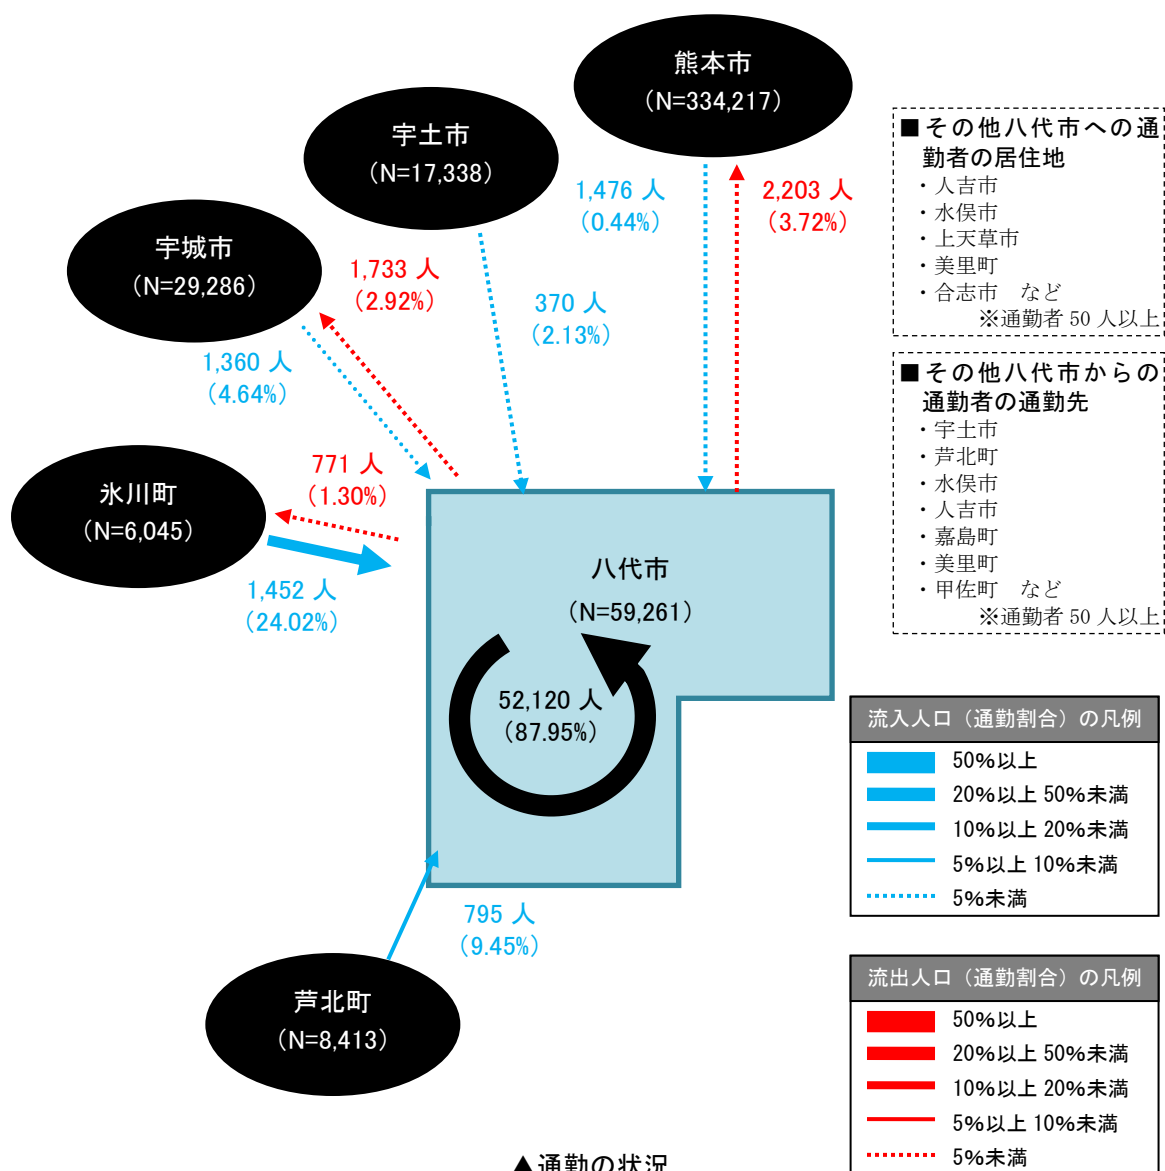 熊本市
(N=334,217)
宇土市
(N=17,338)
宇城市
(N=29,286)
氷川町
(N=6,045)
芦北町
(N=8,413)
1,476 人
(0.44%)
2,203 人
(3.72%)
370 人
(2.13%)
1,733 人
(2.92%)
1,360 人
(4.64%)
771 人
(1.30%)
1,452 人
(24.02%)
795 人
(9.45%)
八代市
(N=59,261)
52,120 人
(87.95%)
■その他八代市への通
勤者の居住地
・人吉市
・水俣市
・上天草市
・美里町
・合志市 など
※通勤者 50 人以上
■その他八代市からの
通勤者の通勤先
・宇土市
・芦北町
・水俣市
・人吉市
・嘉島町
・美里町
・甲佐町 など
※通勤者 50 人以上
流入人口（通勤割合）の凡例
50%以上
20%以上 50%未満
10%以上 20%未満
5%以上 10%未満
5%未満
流出人口（通勤割合）の凡例
50%以上
20%以上 50%未満
10%以上 20%未満
5%以上 10%未満
5%未満
▲通勤の状況